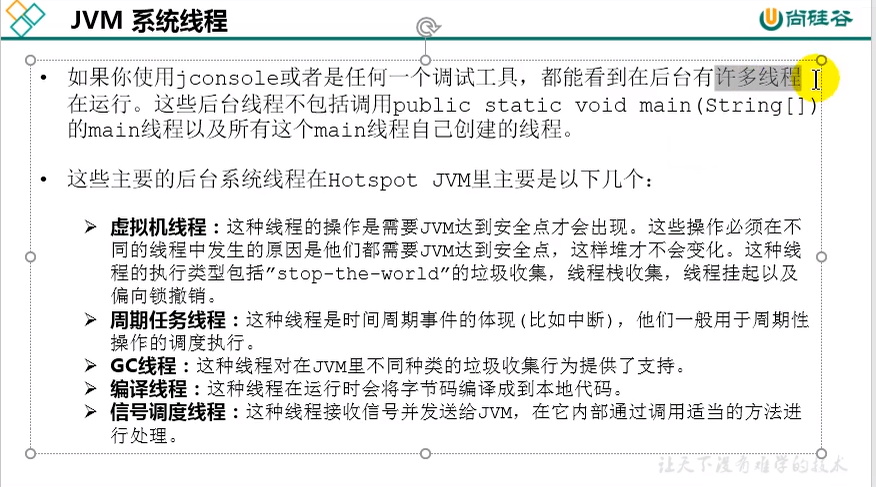 JVM 系统线程
尚硅谷
• 如果你使用jconsole或者是任何一个调试工具，都能看到在后台有许多线程
在运行。这些后台线程不包括调用public static void main(String[])
的main线程以及所有这个main线程自己创建的线程。
• 这些主要的后台系统线程在Hotspot JVM里主要是以下几个：
➢ 虚拟机线程：这种线程的操作是需要JVM达到安全点才会出现。这些操作必须在不
同的线程中发生的原因是他们都需要JVM达到安全点，这样堆才不会变化。这种线
程的执行类型包括”stop-the-world”的垃圾收集，线程栈收集，线程挂起以及
偏向锁撤销。
➢ 周期任务线程：这种线程是时间周期事件的体现(比如中断)，他们一般用于周期性
操作的调度执行。
➢ GC线程：这种线程对在JVM里不同种类的垃圾收集行为提供了支持。
➢ 编译线程：这种线程在运行时会将字节码编译成到本地代码。
➢ 信号调度线程：这种线程接收信号并发送给JVM，在它内部通过调用适当的方法进
行处理。
让天下没有难学的技术